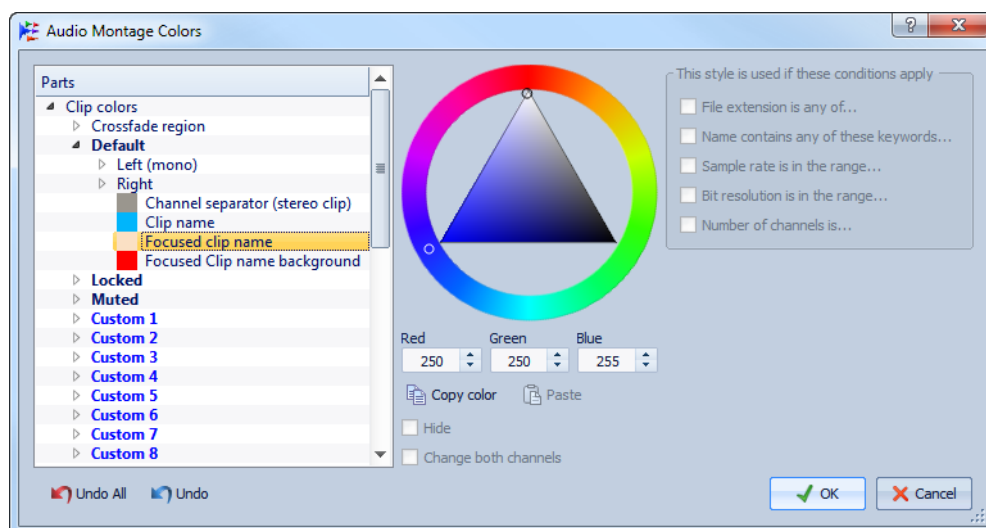 Audio Montage Colors
Parts
Clip colors
Crossfade region
Default
Left (mono)
Right
Channel separator (stereo clip)
Clip name
Focused clip name
Focused Clip name background
Locked
Muted
Custom 1
Custom 2
Custom 3
Custom 4
Custom 5
Custom 6
Custom 7
Custom 8
Red Green Blue
250 250 255
Copy color Paste
Hide
Change both channels
This style is used if these conditions apply
File extension is any of...
Name contains any of these keywords...
Sample rate is in the range...
Bit resolution is in the range...
Number of channels is...
Undo All Undo
OK Cancel